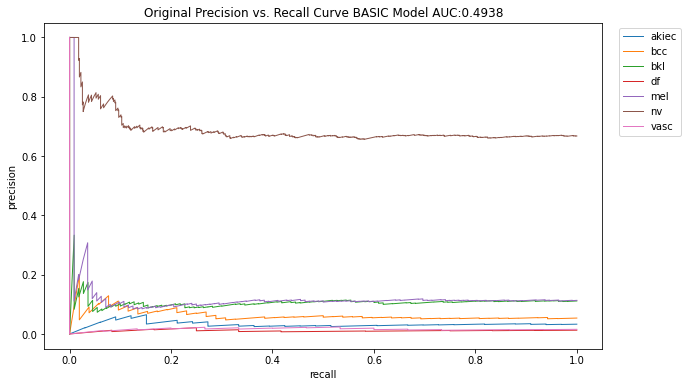 Original Precision vs. Recall Curve BASIC Model AUC:0.4938
precision
1.0
0.8
0.6
0.4
0.2
0.0
0.0 0.2 0.4 0.6 0.8 1.0
recall
akiec
bcc
bkl
df
mel
nv
vasc